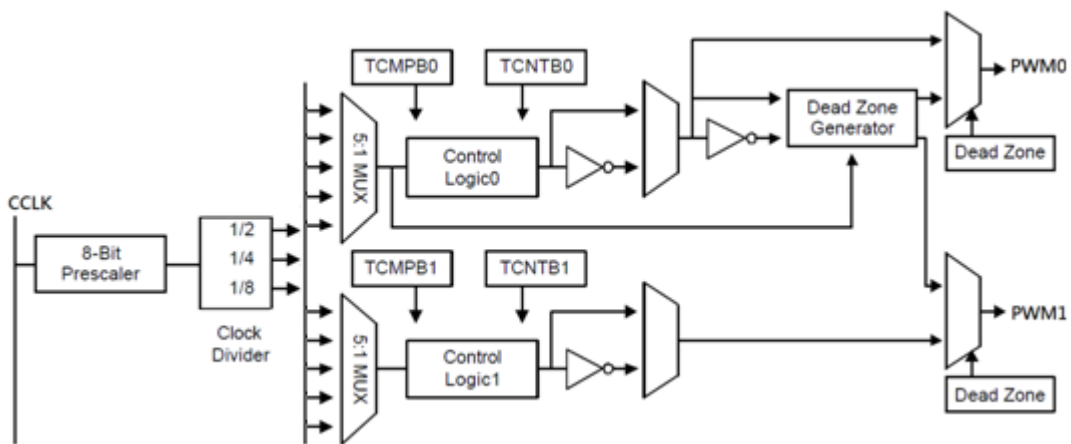 TCMPB0
TCNTB0
PWM0
5:1 MUX
Control
Logic0
Dead Zone
Generator
Dead Zone
CCLK
8-Bit
Prescaler
1/2
1/4
1/8
Clock
Divider
TCMPB1
TCNTB1
5:1 MUX
Control
Logic1
PWM1
Dead Zone